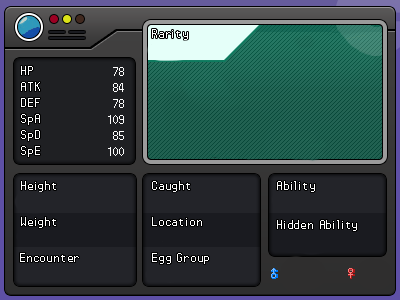 Rarity
HP 78
ATK 84
DEF 78
SpA 109
SpD 85
SpE 100
Height
Caught
Ability
Weight
Location
Hidden Ability
Encounter
Egg Group
♂
♀